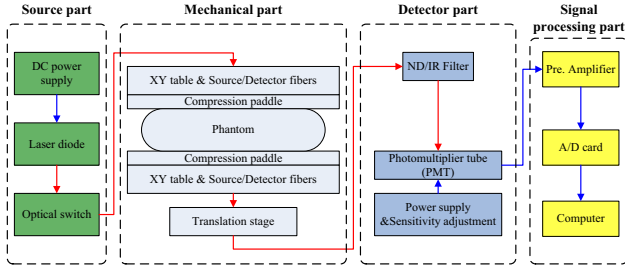 Source part
DC power
supply
Laser diode
Optical switch
Mechanical part
XY table & Source/Detector fibers
Compression paddle
Phantom
Compression paddle
XY table & Source/Detector fibers
Translation stage
Detector part
ND/IR Filter
Photomultiplier tube
(PMT)
Power supply
&Sensitivity adjustment
Signal
processing part
Pre. Amplifier
A/D card
Computer